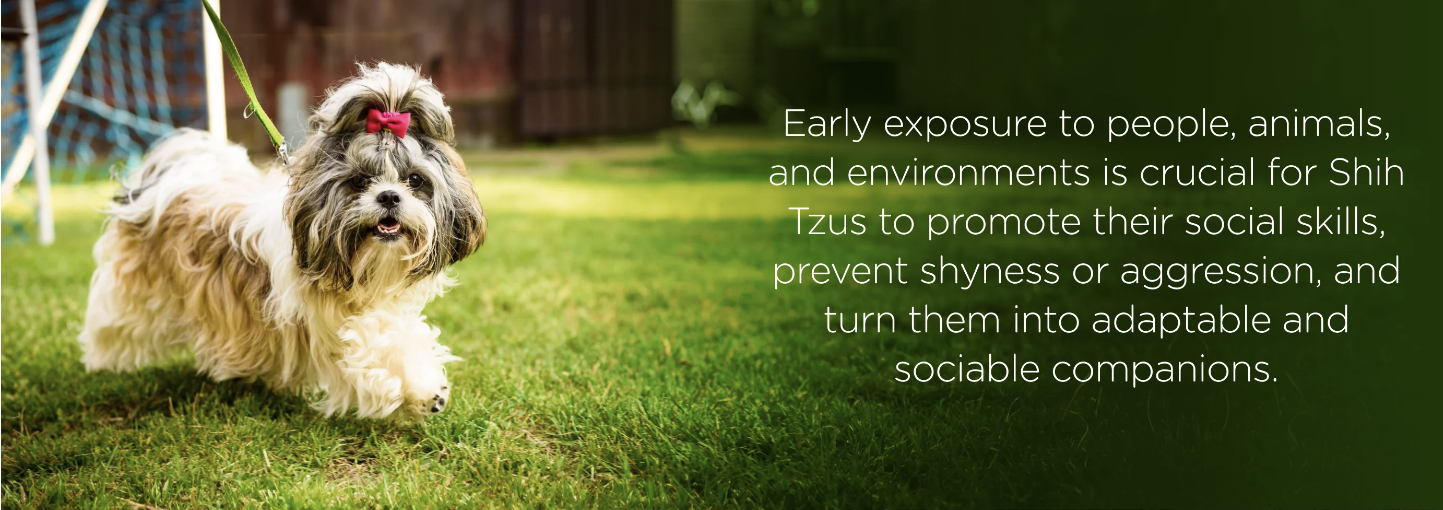 Early exposure to people, animals,
and environments is crucial for Shih
Tzus to promote their social skills,
prevent shyness or aggression, and
turn them into adaptable and
sociable companions.